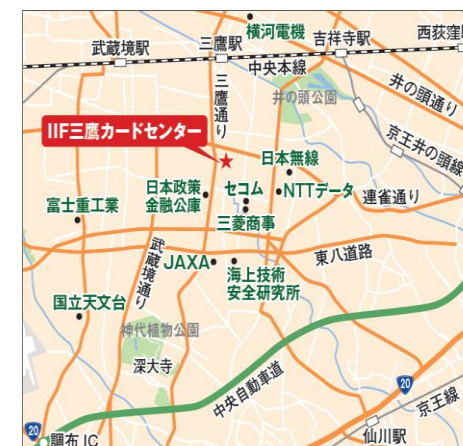 横河電機
武蔵境駅
三鷹駅
吉祥寺駅
西荻窪駅
中央本線
三鷹通り
井の頭公園
井の頭通り
京王井の頭線
IIF三鷹カードセンター
日本無線
日本政策
金融公庫
セコム
NTTデータ
連雀通り
富士重工業
三菱商事
武蔵境通り
東八道路
JAXA
海上技術
安全研究所
国立天文台
神代植物公園
深大寺
中央自動車道
20
京王線
20
調布 IC
仙川駅